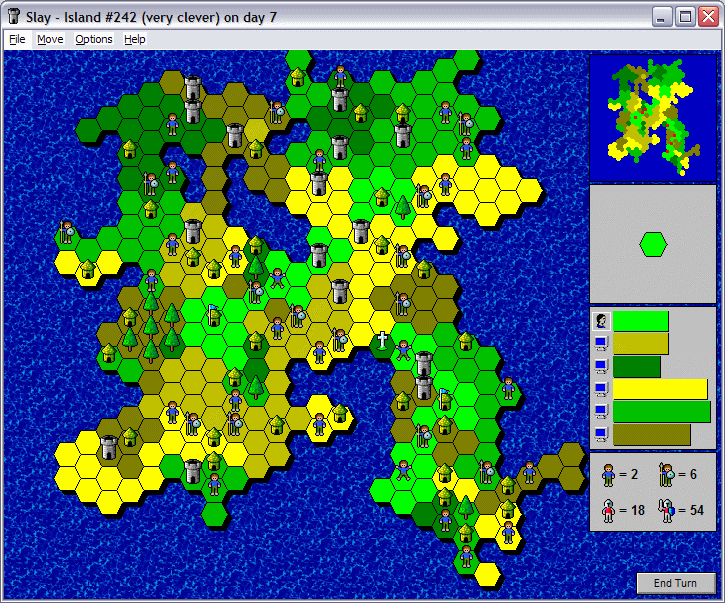 Slay - Island #242 (very clever) on day 7
File Move Options Help
= 2 = 6
= 18 = 54
End Turn